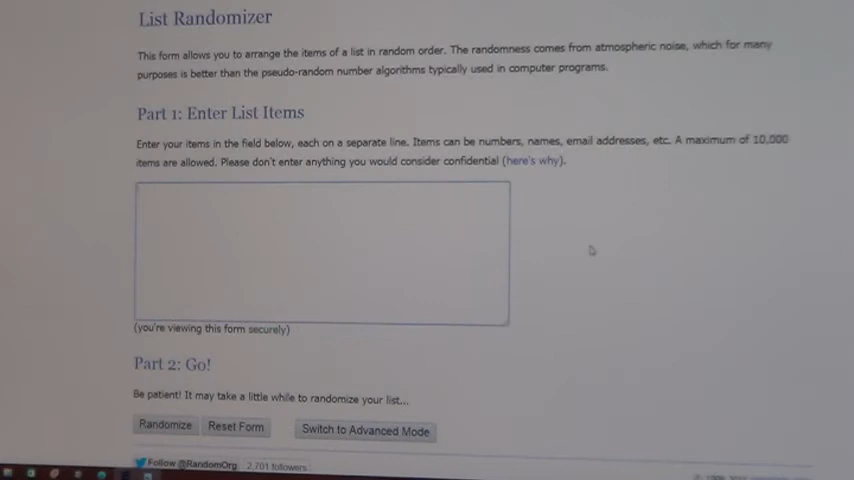 List Randomizer
This form allows you to arrange the items of a list in random order. The randomness comes from atmospheric noise, which for many
purposes is better than the pseudo-random number algorithms typically used in computer programs.
Part 1: Enter List Items
Enter your items in the field below, each on a separate line. Items can be numbers, names, email addresses, etc. A maximum of 10,000
items are allowed. Please don't enter anything you would consider confidential (here's why).
(you're viewing this form securely)
Part 2: Go!
Be patient! It may take a little while to randomize your list...
Randomize Reset Form Switch to Advanced Mode
Follow @RandomOrg 2,701 followers